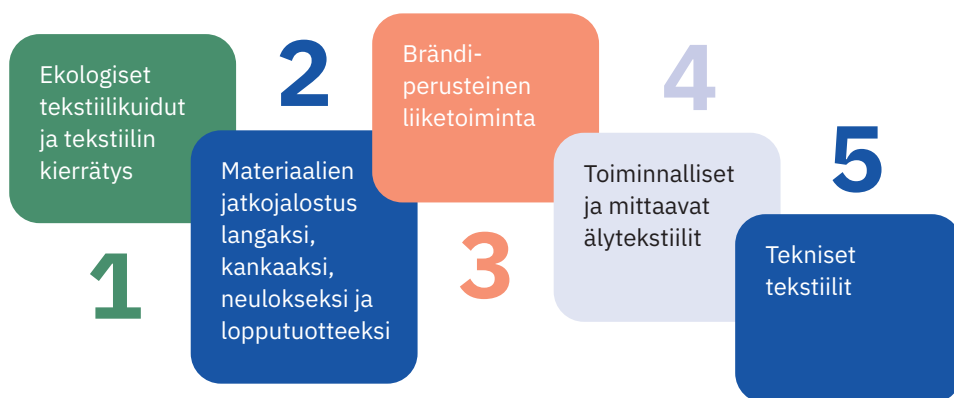 1
Ekologiset
tekstiilikuidut
ja tekstiilin
kierrätys
2
Materiaalien
jatkojalostus
langaksi,
kankaaksi,
neulokseksi ja
lopputuotteeksi
3
Brändi-
perusteinen
liiketoiminta
4
Toiminnalliset
ja mittaavat
älytekstiilit
5
Tekniset
tekstiilit